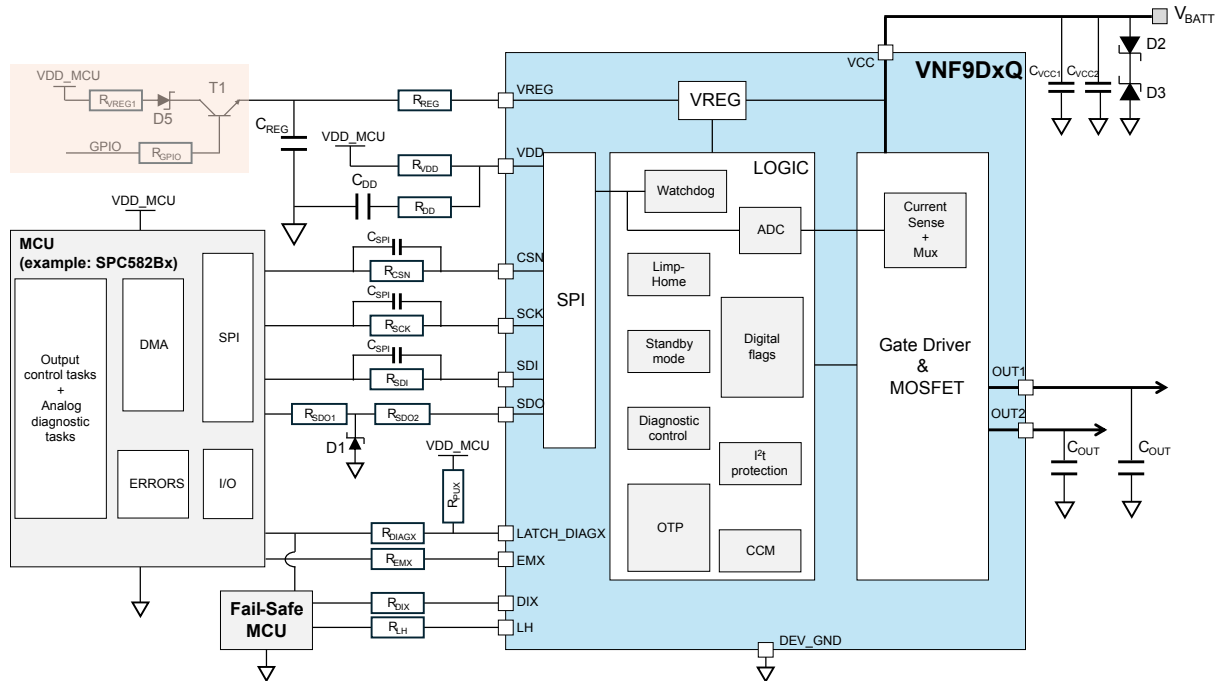 VBATT
D2
D3
CVCC1
CVCC2
VCC
VNF9DxQ
VDD_MCU
RVREG1
D5
T1
GPIO
RGPIO
CREG
RREG
VREG
VREG
VDD_MCU
RVDD
VDD
CDD
RDD
LOGIC
Watchdog
ADC
Current
Sense
+
Mux
VDD_MCU
MCU
(example: SPC582Bx)
Output
control tasks
+
Analog
diagnostic
tasks
DMA
SPI
ERRORS
I/O
CSPI
RCSN
CSN
CSPI
RSCK
SCK
CSPI
RSDI
SDI
RSDO1
RSDO2
SDO
D1
SPI
Limp-
Home
Standby
mode
Digital
flags
Diagnostic
control
I²t
protection
OTP
CCM
Gate Driver
&
MOSFET
OUT1
OUT2
COUT
COUT
VDD_MCU
RPUX
RDIAGX
LATCH_DIAGX
REMX
EMX
Fail-Safe
MCU
RDIX
DIX
RLH
LH
DEV_GND